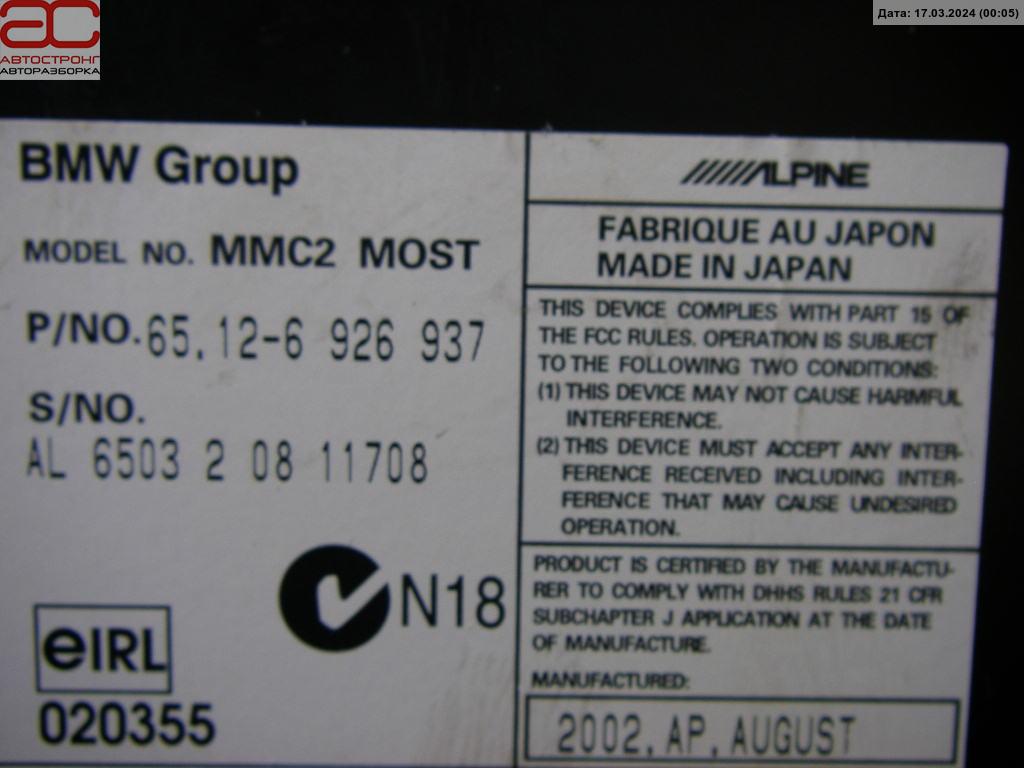 Дата: 17.03.2024 (00:05)
ac
АВТОСТРОНГ
АВТОРАЗБОРКА
BMW Group
MODEL NO. MMC2 MOST
P/NO. 65.12-6 926 937
S/NO.
AL 6503 2 08 11708
N18
eIRL
020355
ALPINE
FABRIQUE AU JAPON
MADE IN JAPAN
THIS DEVICE COMPLIES WITH PART 15 OF
THE FCC RULES. OPERATION IS SUBJECT
TO THE FOLLOWING TWO CONDITIONS:
(1) THIS DEVICE MAY NOT CAUSE HARMFUL
INTERFERENCE.
(2) THIS DEVICE MUST ACCEPT ANY INTER-
FERENCE RECEIVED INCLUDING INTER-
FERENCE THAT MAY CAUSE UNDESIRED
OPERATION.
PRODUCT IS CERTIFIED BY THE MANUFACTU-
RER TO COMPLY WITH DHHS RULES 21 CFR
SUBCHAPTER J APPLICATION AT THE DATE
OF MANUFACTURE.
MANUFACTURED:
2002, AP, AUGUST